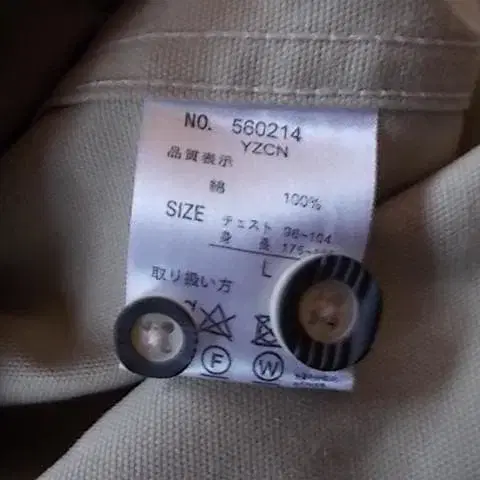 NO. 560214
YZCN
品質表示
綿 100%
SIZE チェスト 96-104
身 長 175-
L
取り扱い方
F W